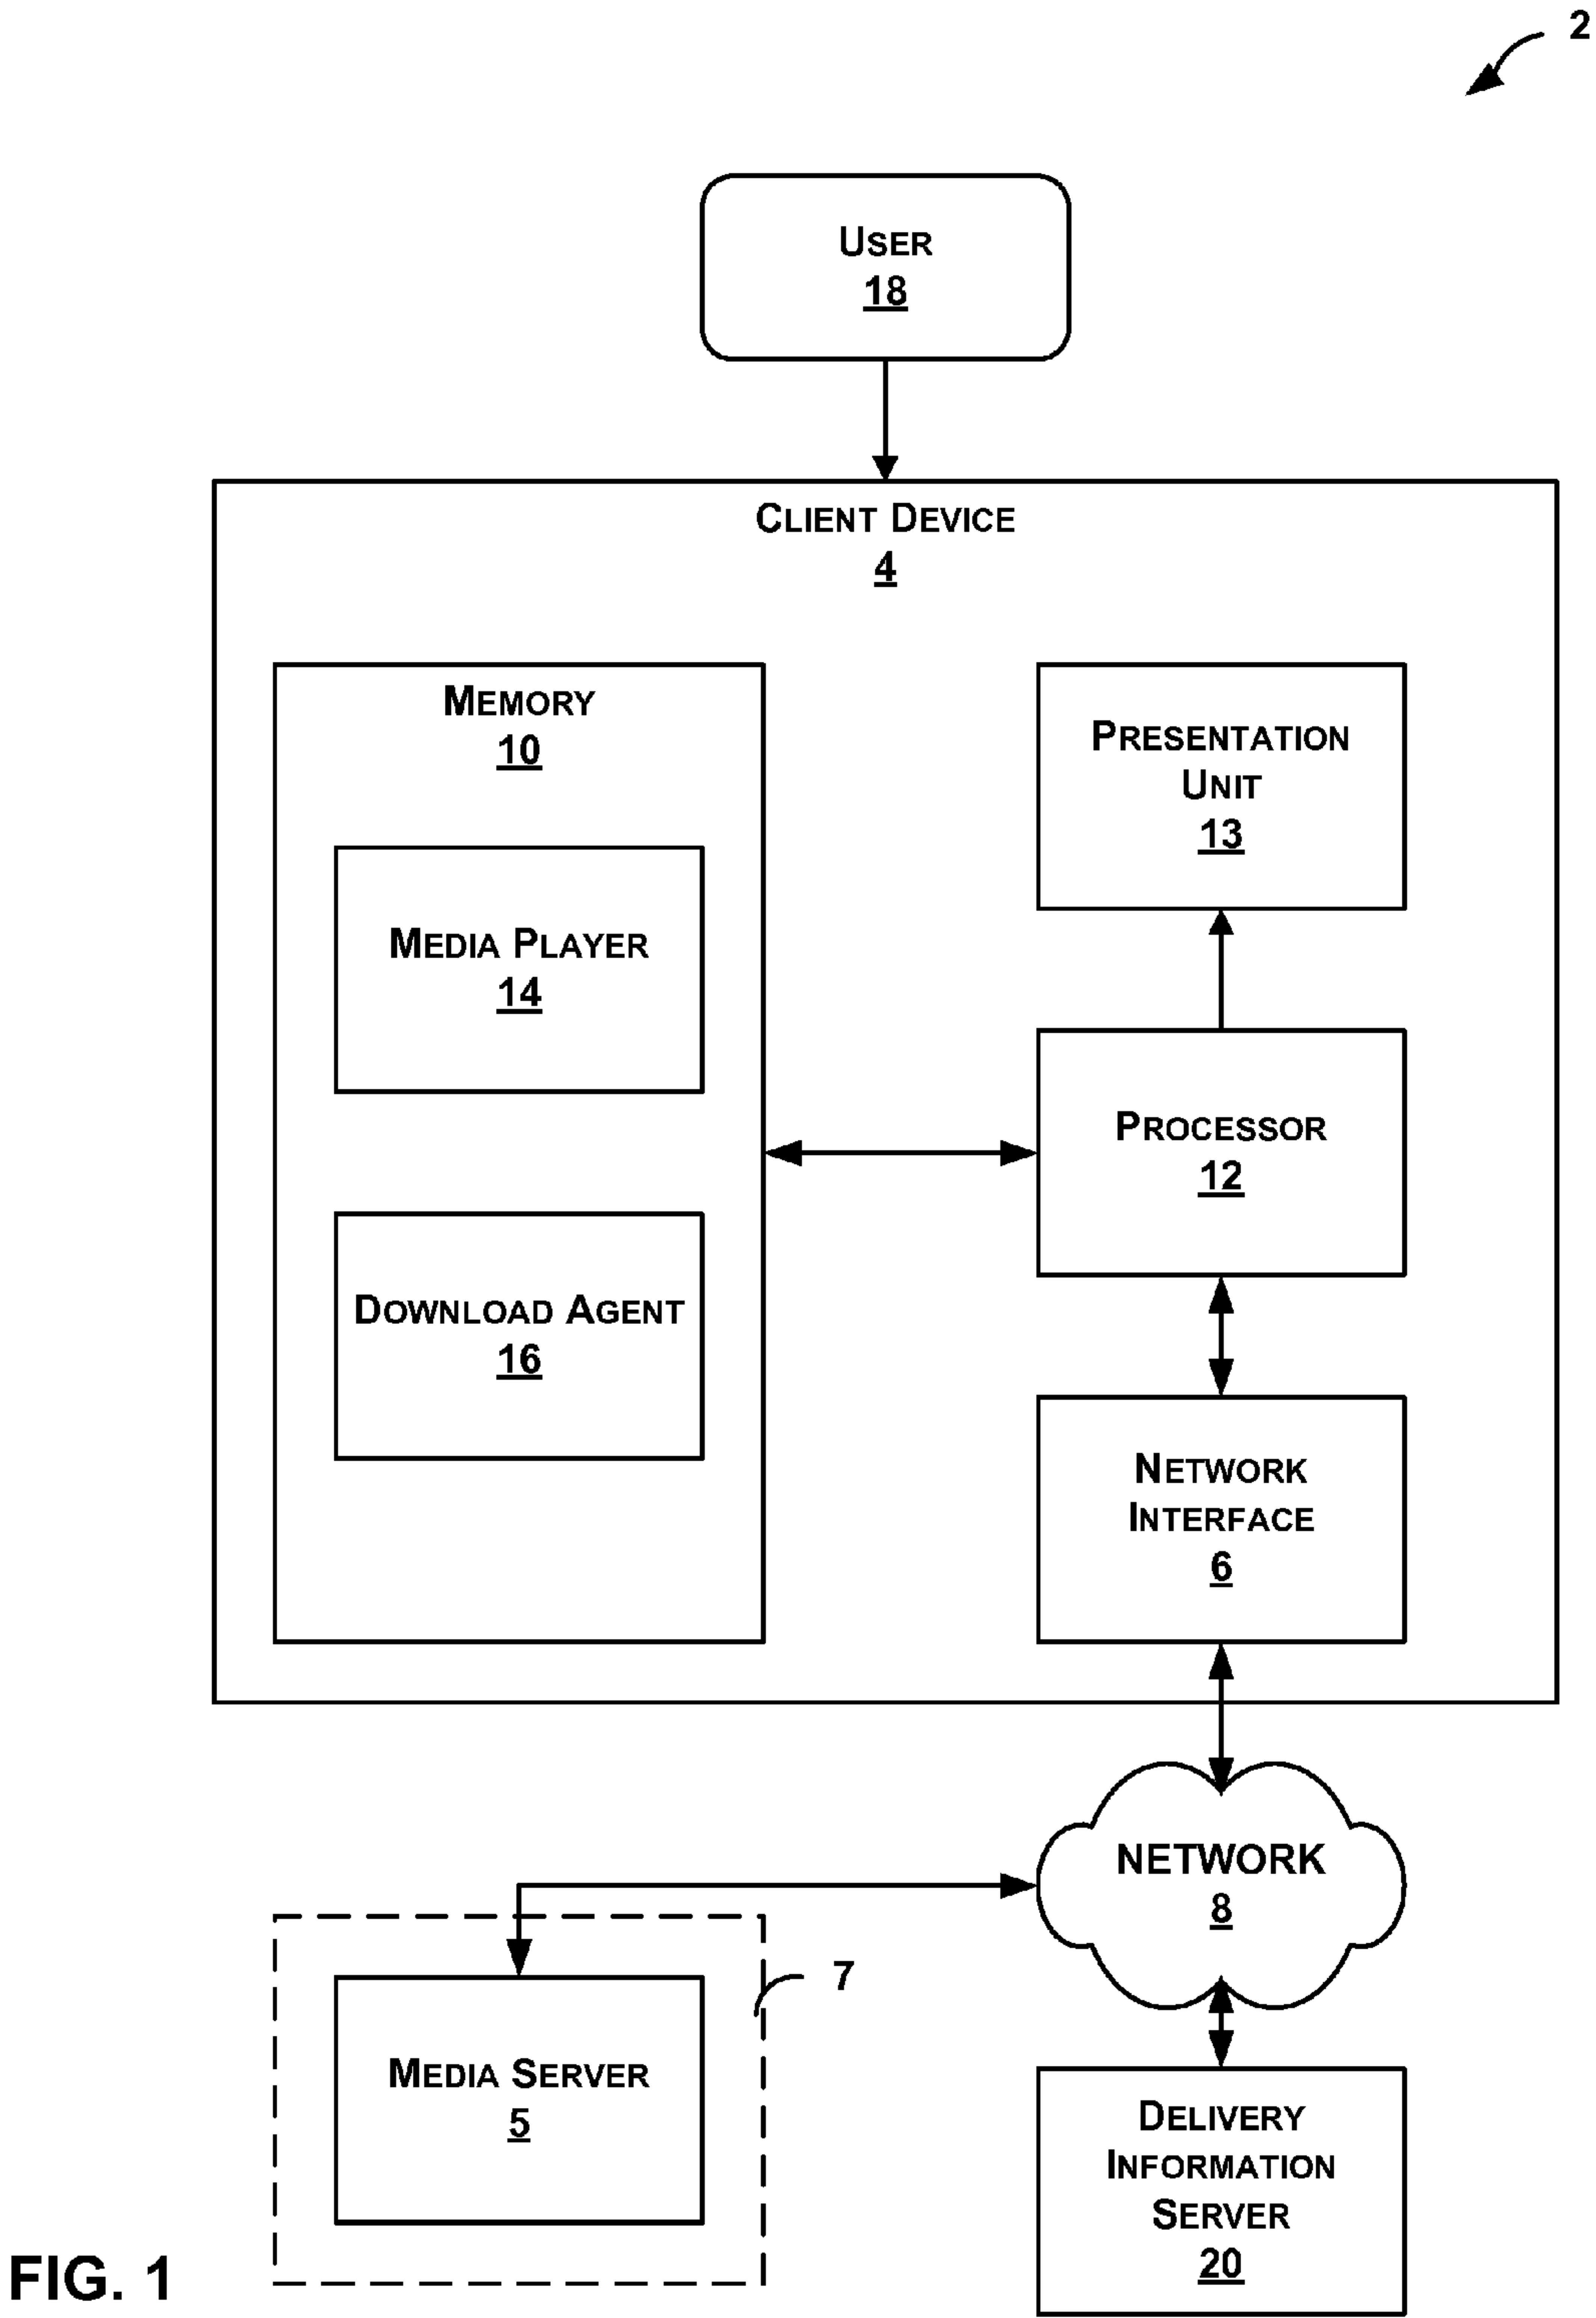 2
USER
18
CLIENT DEVICE
4
MEMORY
10
PRESENTATION
UNIT
13
MEDIA PLAYER
14
PROCESSOR
12
DOWNLOAD AGENT
16
NETWORK
INTERFACE
6
NETWORK
8
7
MEDIA SERVER
5
DELIVERY
INFORMATION
SERVER
20
FIG. 1